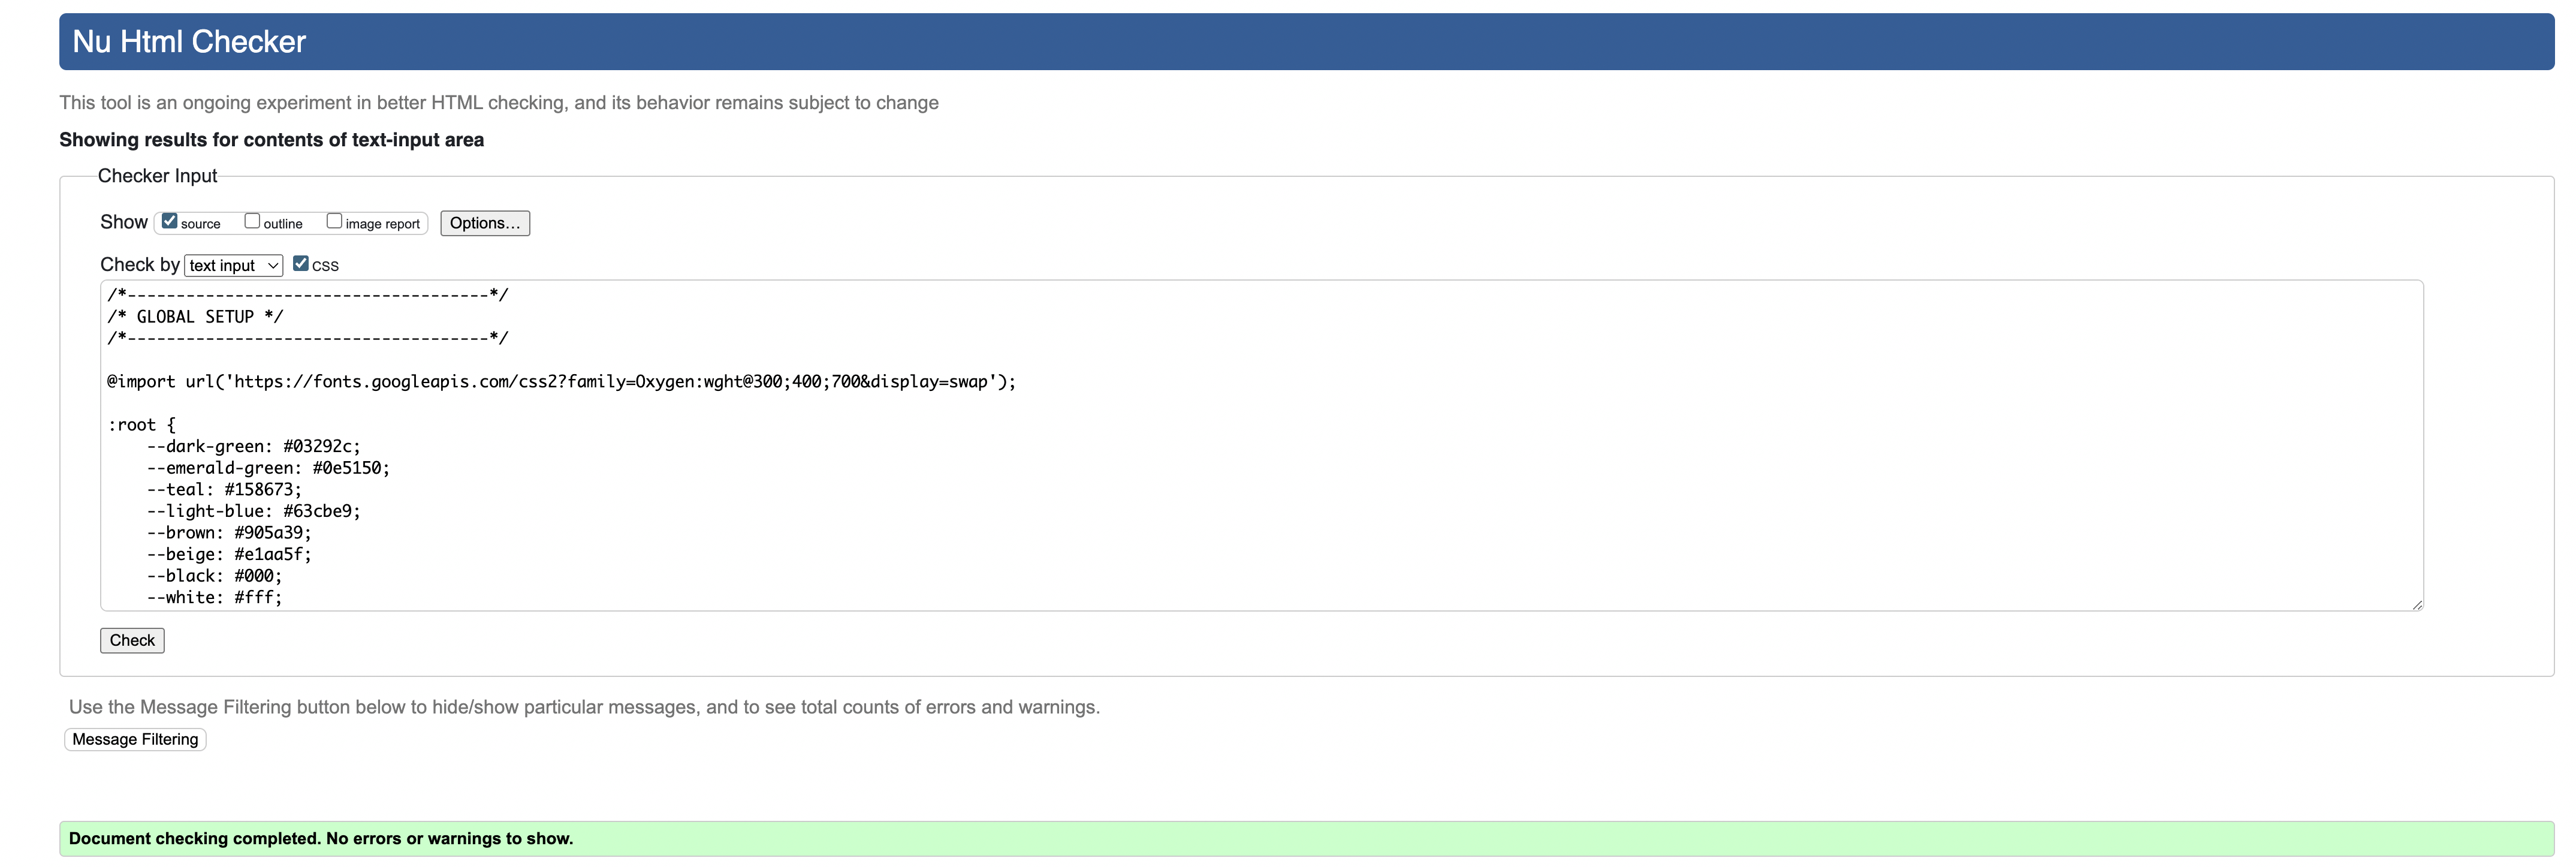 Nu Html Checker
This tool is an ongoing experiment in better HTML checking, and its behavior remains subject to change
Showing results for contents of text-input area
Checker Input
Show source outline image report Options...
Check by text input CSS
/*-------------------------------------*/
/* GLOBAL SETUP */
/*-------------------------------------*/
@import url('https://fonts.googleapis.com/css2?family=Oxygen:wght@300;400;700&display=swap');
:root {
--dark-green: #03292c;
--emerald-green: #0e5150;
--teal: #158673;
--light-blue: #63cbe9;
--brown: #905a39;
--beige: #e1aa5f;
--black: #000;
--white: #fff;
Check
Use the Message Filtering button below to hide/show particular messages, and to see total counts of errors and warnings.
Message Filtering
Document checking completed. No errors or warnings to show.